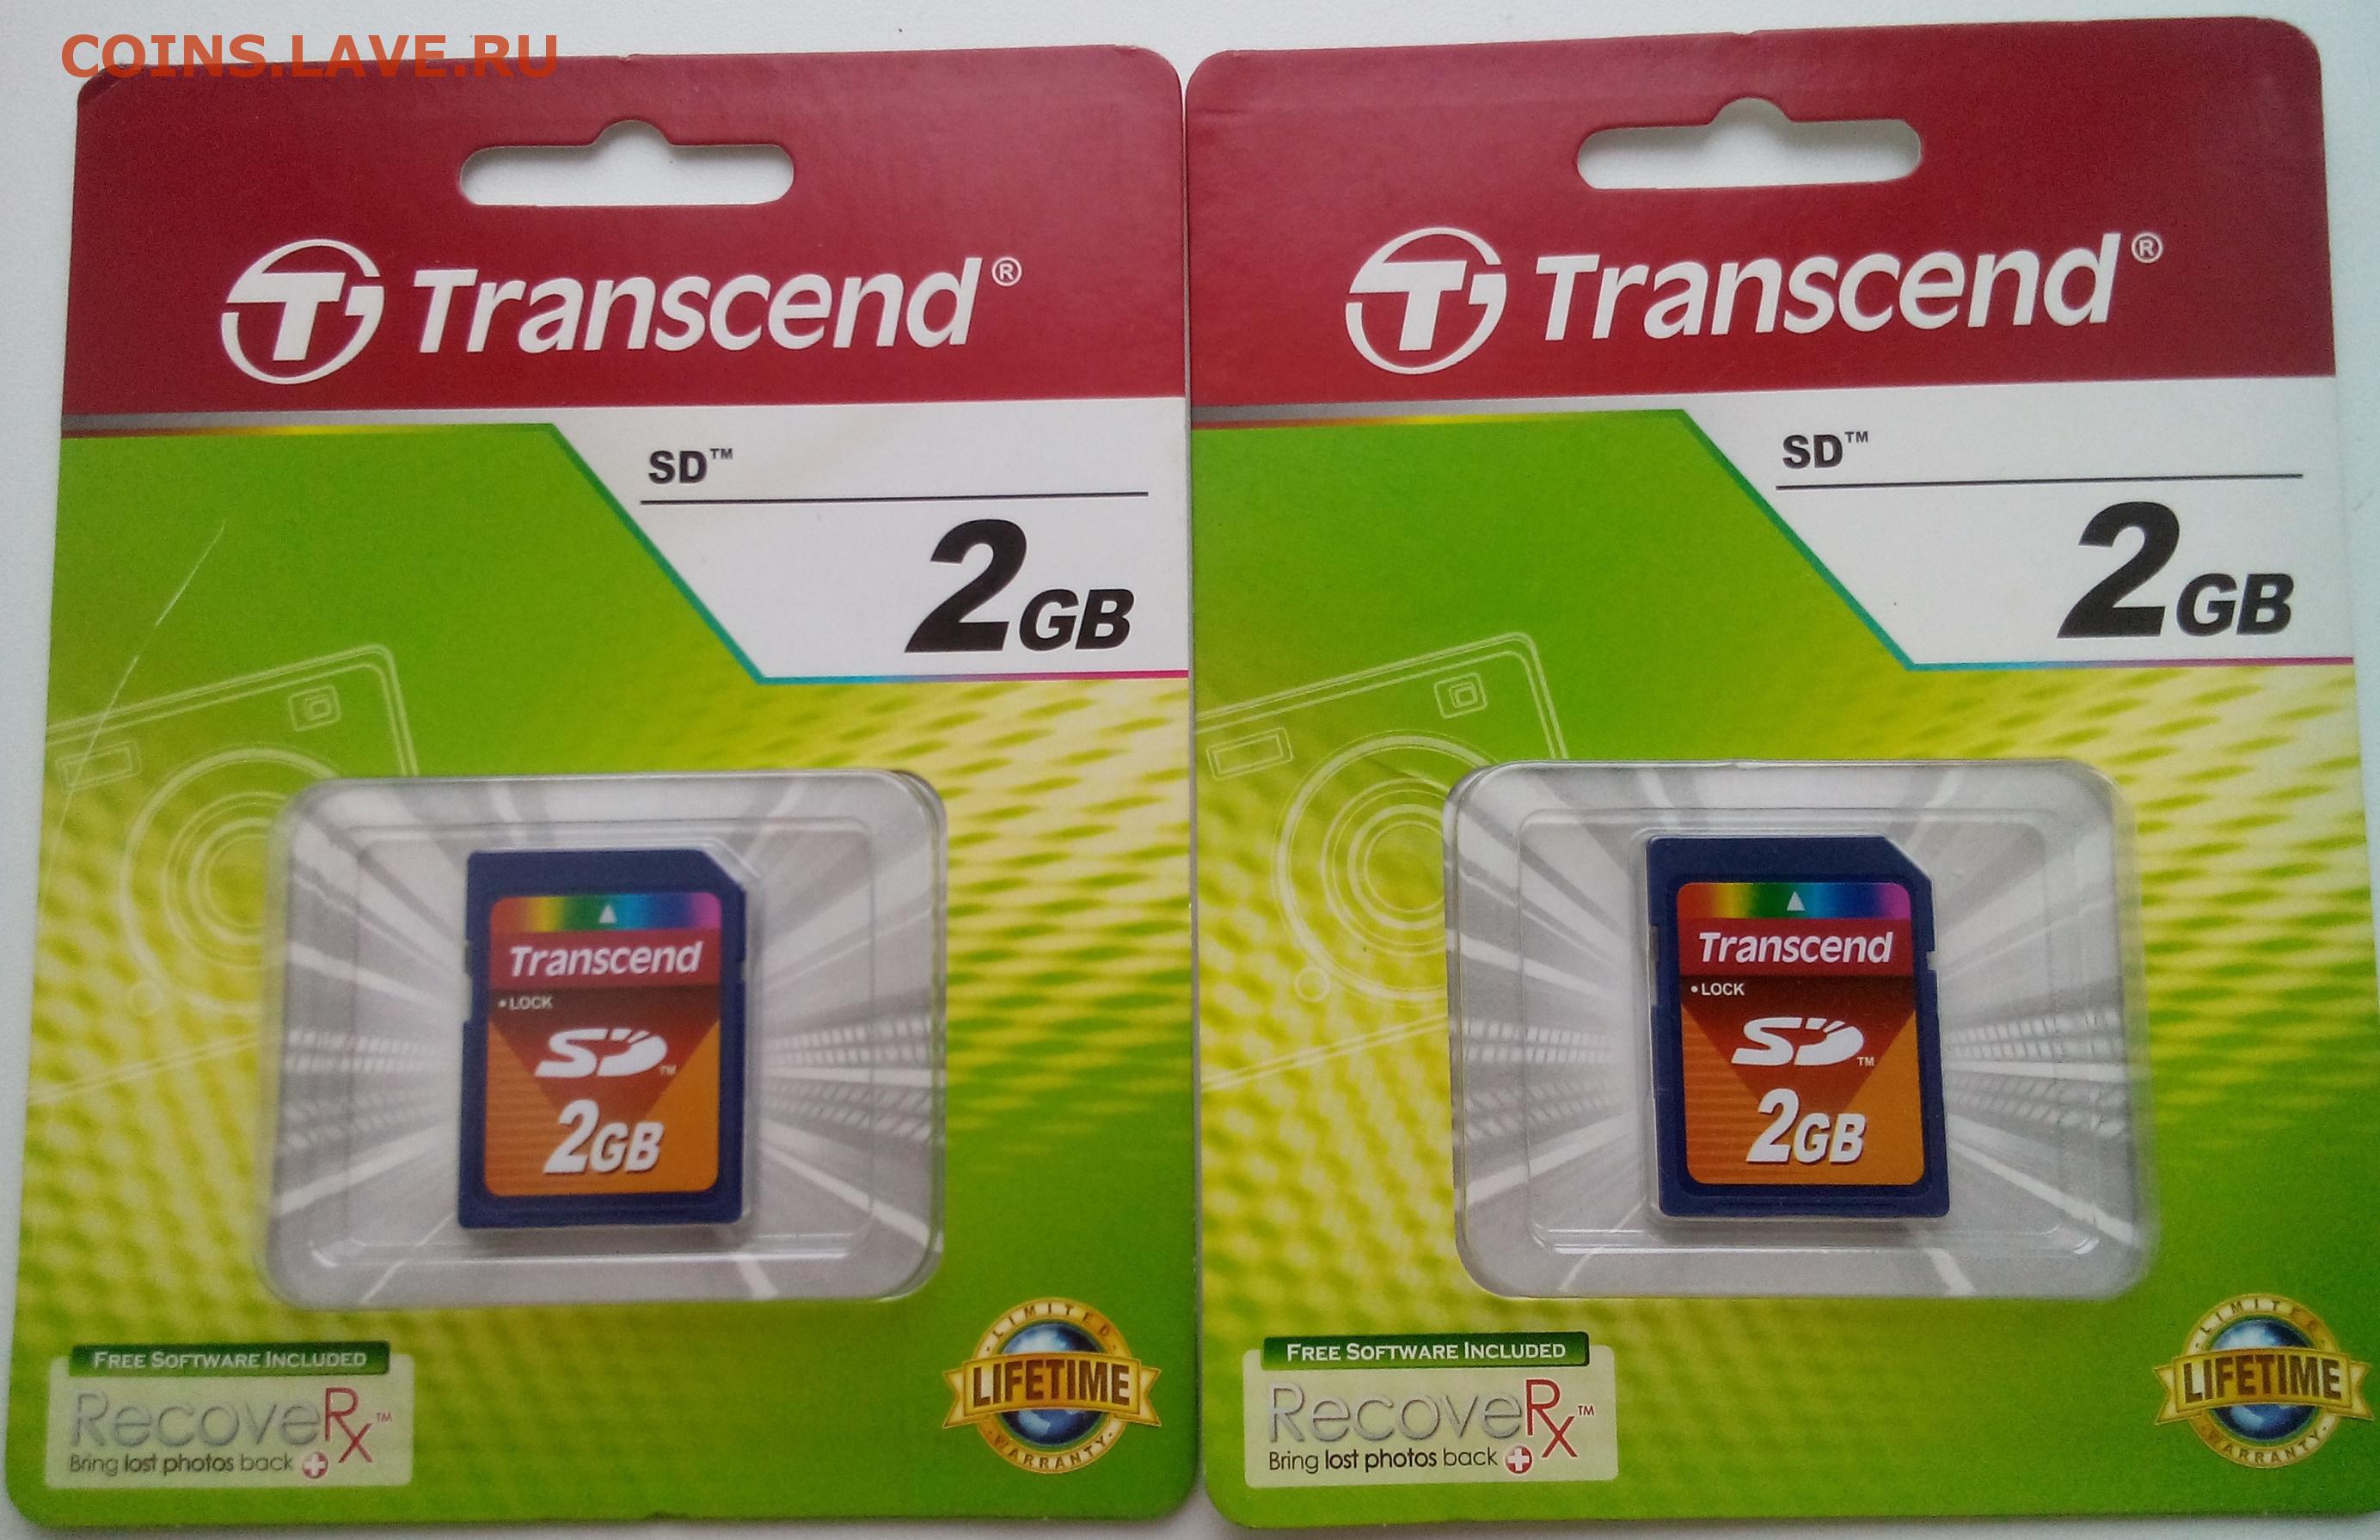 COINS.LAVE.RU
Transcend®
SD™
2GB
Transcend
•LOCK
SD™
2GB
FREE SOFTWARE INCLUDED
RecoveRx™
Bring lost photos back
LIMITED
LIFETIME
WARRANTY
Transcend®
SD™
2GB
Transcend
•LOCK
SD™
2GB
FREE SOFTWARE INCLUDED
RecoveRx™
Bring lost photos back
LIMITED
LIFETIME
WARRANTY